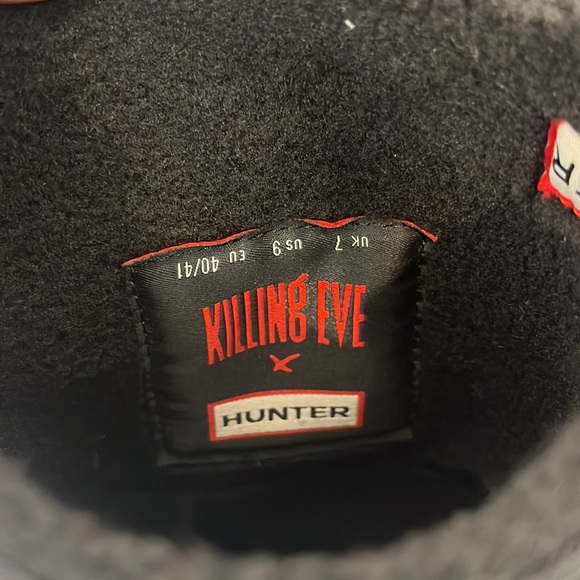 UK 7 US 9 EU 40/41
KILLING EVE
X
HUNTER